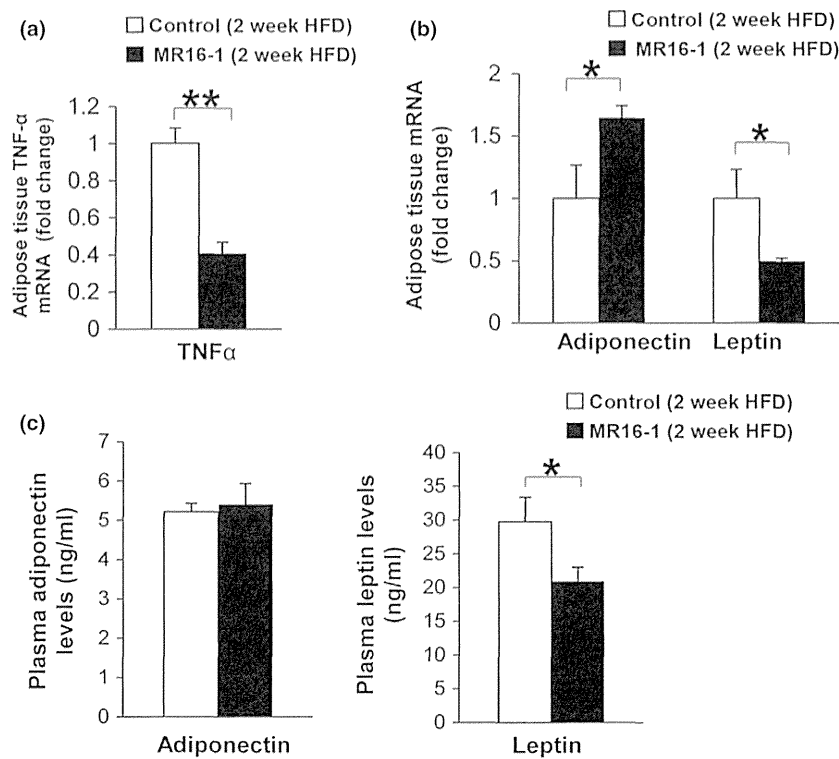 (a)
Control (2 week HFD)
MR16-1 (2 week HFD)
**
Adipose tissue TNF-α
mRNA (fold change)
1.2
1
0.8
0.6
0.4
0.2
0
TNFα
(b)
Control (2 week HFD)
MR16-1 (2 week HFD)
*
*
Adipose tissue mRNA
(fold change)
2
1.5
1
0.5
0
Adiponectin Leptin
(c)
Plasma adiponectin
levels (ng/ml)
7
6
5
4
3
2
1
0
Adiponectin
Control (2 week HFD)
MR16-1 (2 week HFD)
*
Plasma leptin levels
(ng/ml)
40
35
30
25
20
15
10
5
0
Leptin